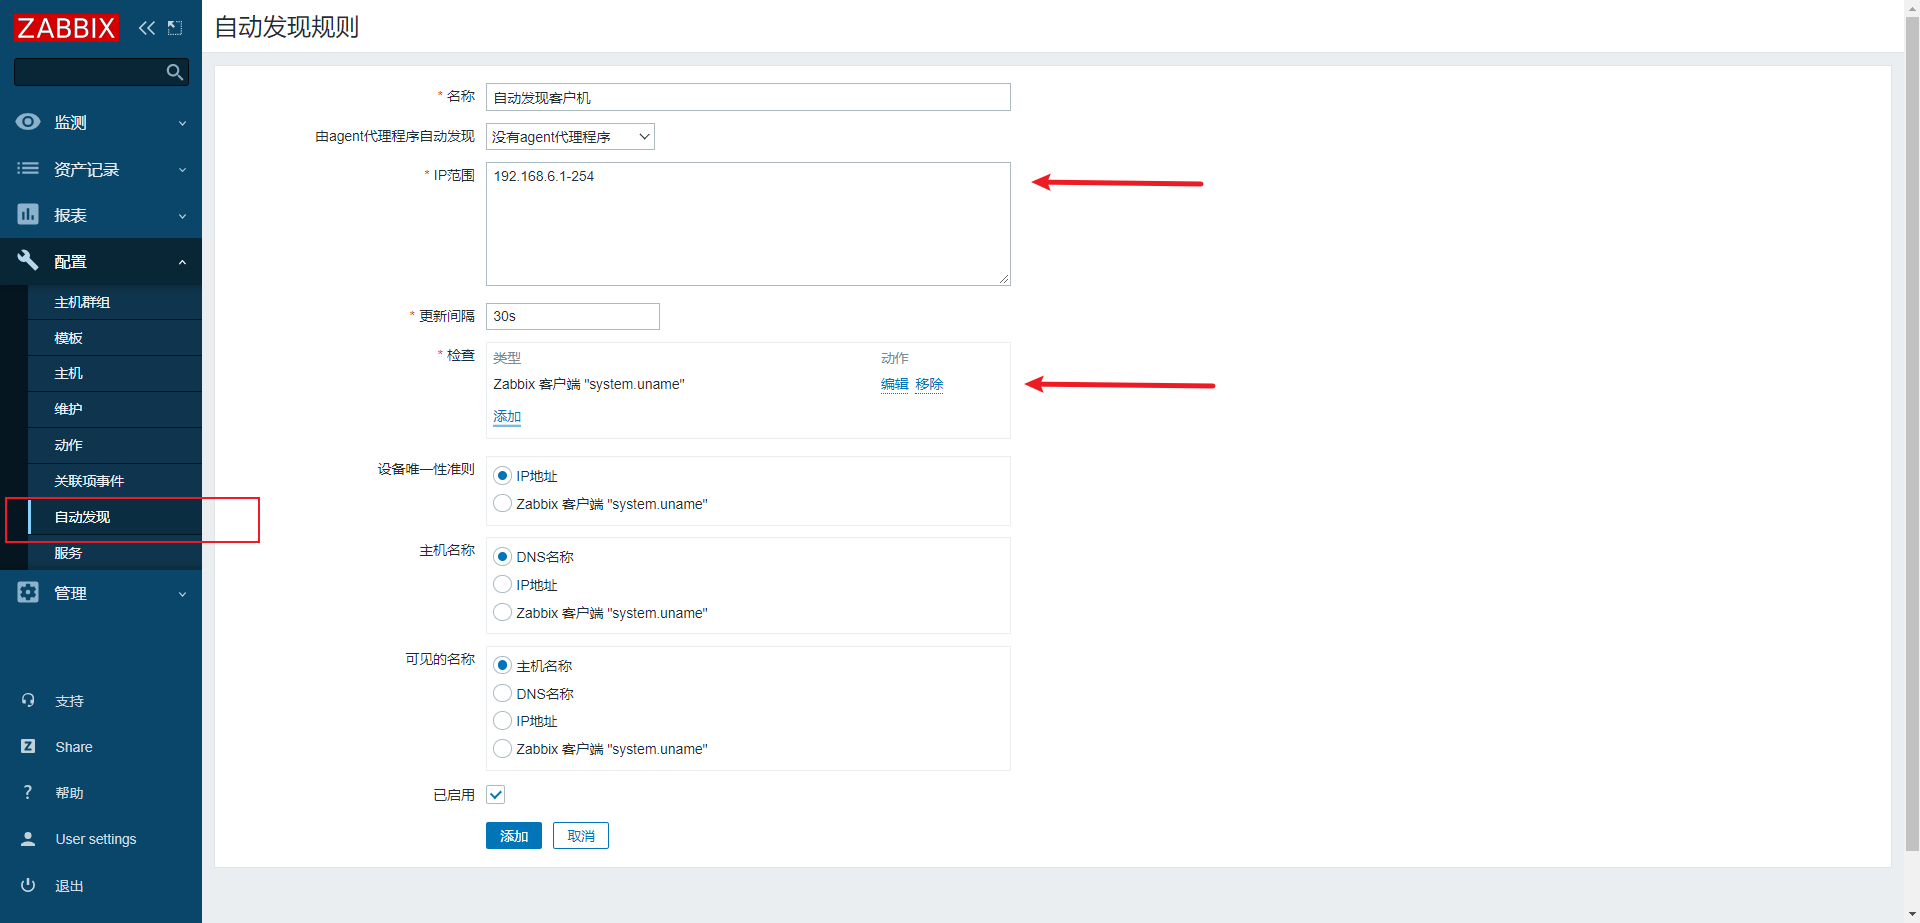 ZABBIX
自动发现规则
监测
资产记录
报表
配置
主机群组
模板
主机
维护
动作
关联项事件
自动发现
服务
管理
支持
Z Share
? 帮助
User settings
退出
* 名称 自动发现客户机
由agent代理程序自动发现 没有agent代理程序
* IP范围 192.168.6.1-254
* 更新间隔 30s
* 检查 类型 动作
Zabbix 客户端 "system.uname" 编辑 移除
添加
设备唯一性准则 IP地址
Zabbix 客户端 "system.uname"
主机名称 DNS名称
IP地址
Zabbix 客户端 "system.uname"
可见的名称 主机名称
DNS名称
IP地址
Zabbix 客户端 "system.uname"
已启用
添加 取消